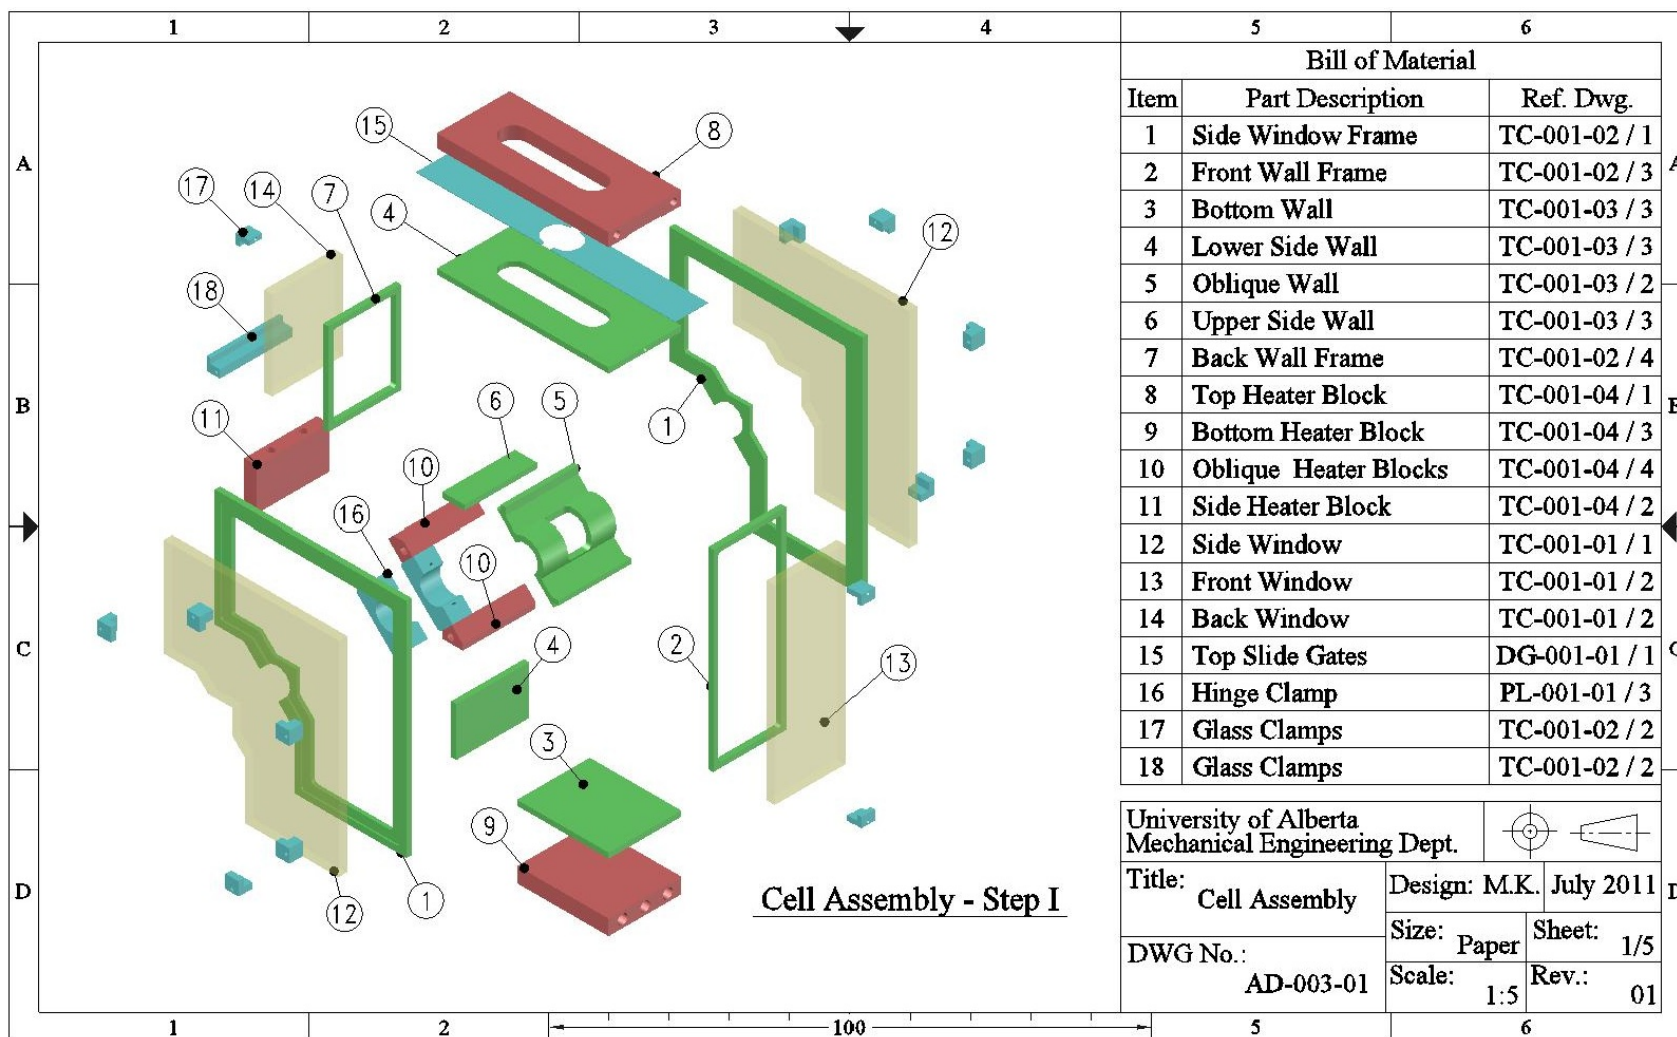 1 2 3 4 5 6
Bill of Material
Item Part Description Ref. Dwg.
1 Side Window Frame TC-001-02 / 1
2 Front Wall Frame TC-001-02 / 3
3 Bottom Wall TC-001-03 / 3
4 Lower Side Wall TC-001-03 / 3
5 Oblique Wall TC-001-03 / 2
6 Upper Side Wall TC-001-03 / 3
7 Back Wall Frame TC-001-02 / 4
8 Top Heater Block TC-001-04 / 1
9 Bottom Heater Block TC-001-04 / 3
10 Oblique Heater Blocks TC-001-04 / 4
11 Side Heater Block TC-001-04 / 2
12 Side Window TC-001-01 / 1
13 Front Window TC-001-01 / 2
14 Back Window TC-001-01 / 2
15 Top Slide Gates DG-001-01 / 1
16 Hinge Clamp PL-001-01 / 3
17 Glass Clamps TC-001-02 / 2
18 Glass Clamps TC-001-02 / 2
A
B
C
D
15
8
17
14
7
4
12
18
6
5
1
11
10
16
10
4
2
13
3
9
12
1
Cell Assembly - Step I
University of Alberta
Mechanical Engineering Dept.
Title:
Cell Assembly
Design: M.K. July 2011
Size: Paper
Sheet: 1/5
DWG No.:
AD-003-01
Scale: 1:5
Rev.: 01
1 2 100 5 6